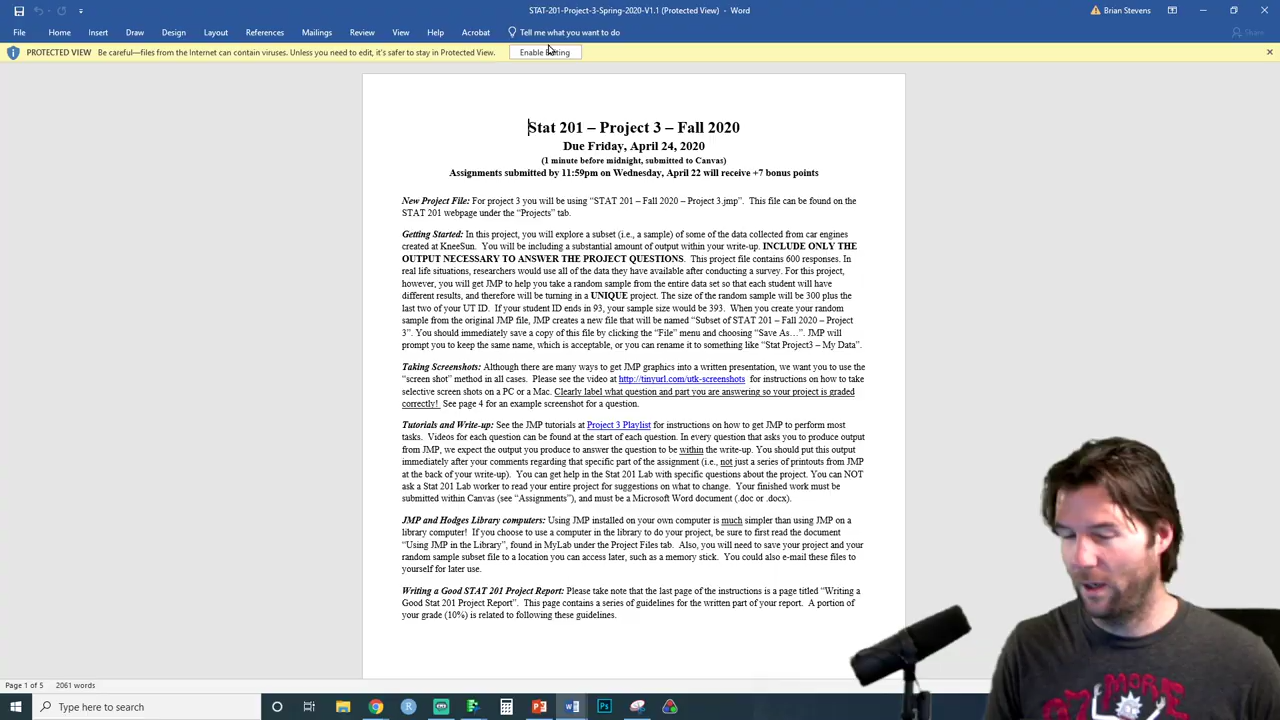 STAT-201-Project-3-Spring-2020-V1.1 (Protected View) - Word
Brian Stevens
File Home Insert Draw Design Layout References Mailings Review View Help Acrobat Tell me what you want to do Share
PROTECTED VIEW Be careful—files from the Internet can contain viruses. Unless you need to edit, it's safer to stay in Protected View. Enable Editing
Stat 201 – Project 3 – Fall 2020
Due Friday, April 24, 2020
(1 minute before midnight, submitted to Canvas)
Assignments submitted by 11:59pm on Wednesday, April 22 will receive +7 bonus points
New Project File: For project 3 you will be using “STAT 201 – Fall 2020 – Project 3.jmp”. This file can be found on the
STAT 201 webpage under the “Projects” tab.
Getting Started: In this project, you will explore a subset (i.e., a sample) of some of the data collected from car engines
created at KneeSun. You will be including a substantial amount of output within your write-up. INCLUDE ONLY THE
OUTPUT NECESSARY TO ANSWER THE PROJECT QUESTIONS. This project file contains 600 responses. In
real life situations, researchers would use all of the data they have available after conducting a survey. For this project,
however, you will get JMP to help you take a random sample from the entire data set so that each student will have
different results, and therefore will be turning in a UNIQUE project. The size of the random sample will be 300 plus the
last two of your UT ID. If your student ID ends in 93, your sample size would be 393. When you create your random
sample from the original JMP file, JMP creates a new file that will be named “Subset of STAT 201 – Fall 2020 – Project
3”. You should immediately save a copy of this file by clicking the “File” menu and choosing “Save As…”. JMP will
prompt you to keep the same name, which is acceptable, or you can rename it to something like “Stat Project3 – My Data”.
Taking Screenshots: Although there are many ways to get JMP graphics into a written presentation, we want you to use the
“screen shot” method in all cases. Please see the video at http://tinyurl.com/utk-screenshots for instructions on how to take
selective screen shots on a PC or a Mac. Clearly label what question and part you are answering so your project is graded
correctly! See page 4 for an example screenshot for a question.
Tutorials and Write-up: See the JMP tutorials at Project 3 Playlist for instructions on how to get JMP to perform most
tasks. Videos for each question can be found at the start of each question. In every question that asks you to produce output
from JMP, we expect the output you produce to answer the question to be within the write-up. You should put this output
immediately after your comments regarding that specific part of the assignment (i.e., not just a series of printouts from JMP
at the back of your write-up). You can get help in the Stat 201 Lab with specific questions about the project. You can NOT
ask a Stat 201 Lab worker to read your entire project for suggestions on what to change. Your finished work must be
submitted within Canvas (see “Assignments”), and must be a Microsoft Word document (.doc or .docx).
JMP and Hodges Library computers: Using JMP installed on your own computer is much simpler than using JMP on a
library computer! If you choose to use a computer in the library to do your project, be sure to first read the document
“Using JMP in the Library”, found in MyLab under the Project Files tab. Also, you will need to save your project and your
random sample subset file to a location you can access later, such as a memory stick. You could also e-mail these files to
yourself for later use.
Writing a Good STAT 201 Project Report: Please take note that the last page of the instructions is a page titled “Writing a
Good Stat 201 Project Report”. This page contains a series of guidelines for the written part of your report. A portion of
your grade (10%) is related to following these guidelines.
Page 1 of 5 2061 words
Type here to search